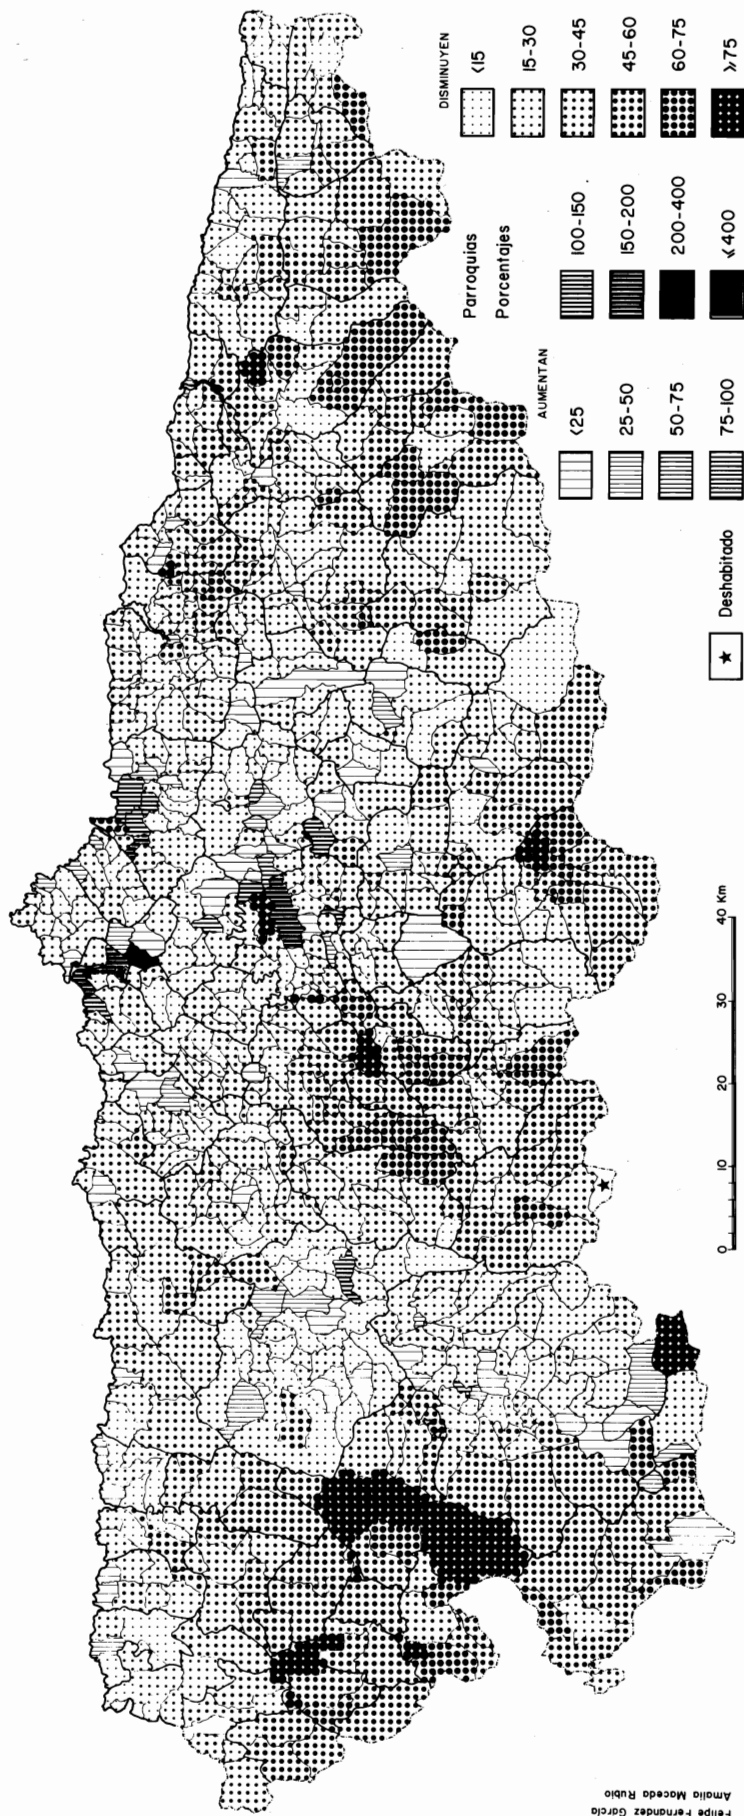 Parroquias
Porcentajes
DISMINUYEN
<15
15-30
30-45
45-60
60-75
⩾75
AUMENTAN
<25
25-50
50-75
75-100
100-150
150-200
200-400
⩽400
★ Deshabitado
0 10 20 30 40 Km
Felipe Fernández García
Amalia Maceda Rubio